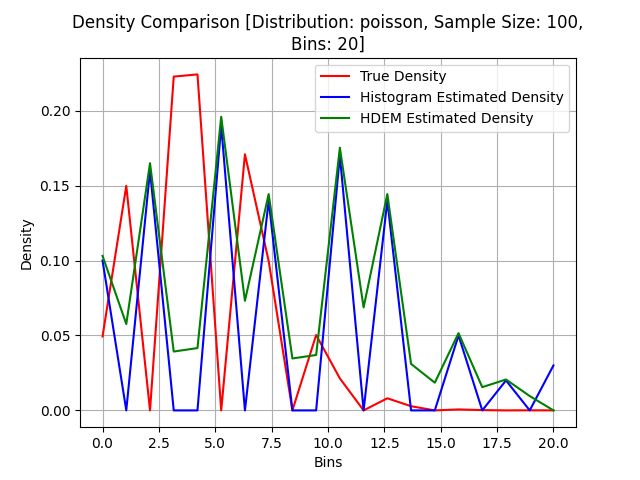 Density Comparison [Distribution: poisson, Sample Size: 100,
Bins: 20]
True Density
Histogram Estimated Density
HDEM Estimated Density
Density
0.20
0.15
0.10
0.05
0.00
0.0 2.5 5.0 7.5 10.0 12.5 15.0 17.5 20.0
Bins